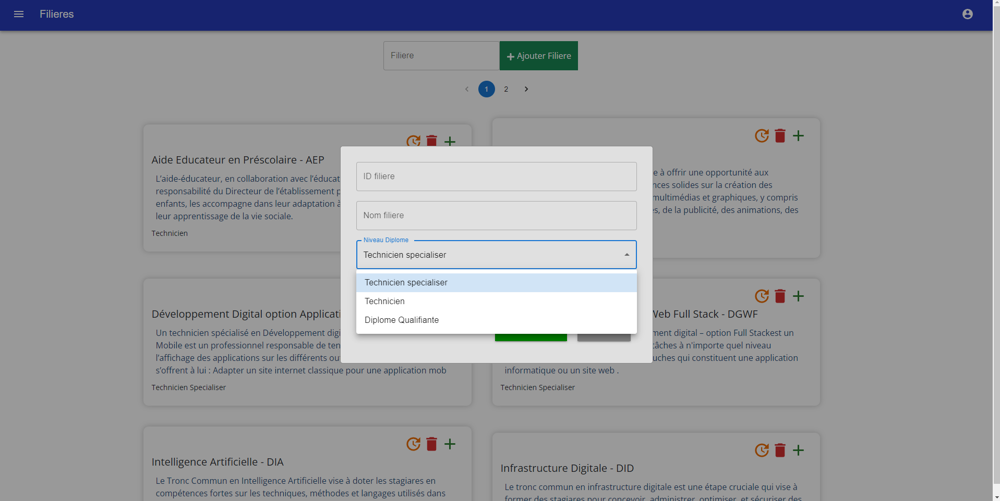 Filieres
Filiere
Ajouter Filiere
1
2
Aide Educateur en Préscolaire - AEP
L’aide-éducateur, en collaboration avec l’éducat
responsabilité du Directeur de l’établissement
enfants, les accompagne dans leur adaptation à
leur apprentissage de la vie sociale.
Technicien
e à offrir une opportunité aux
nces solides sur la création des
multimédias et graphiques, y compris
es, de la publicité, des animations, des
ID filiere
Nom filiere
Niveau Diplome
Technicien specialiser
Technicien specialiser
Technicien
Diplome Qualifiante
Développement Digital option Applicati
Un technicien spécialisé en Développement digi
Mobile est un professionnel responsable de ten
l’affichage des applications sur les différents ou
s’offrent à lui : Adapter un site internet classique pour une application mob
Technicien Specialiser
Web Full Stack - DGWF
ment digital – option Full Stackest un
tâches à n'importe quel niveau
uches qui constituent une application
informatique ou un site web .
Technicien Specialiser
Intelligence Artificielle - DIA
Le Tronc Commun en Intelligence Artificielle vise à doter les stagiares en
compétences fortes sur les techniques, méthodes et langages utilisés dans
Infrastructure Digitale - DID
Le tronc commun en infrastructure digitale est une étape cruciale qui vise à
former des stagiares pour concevoir, administrer, optimiser, et sécuriser des